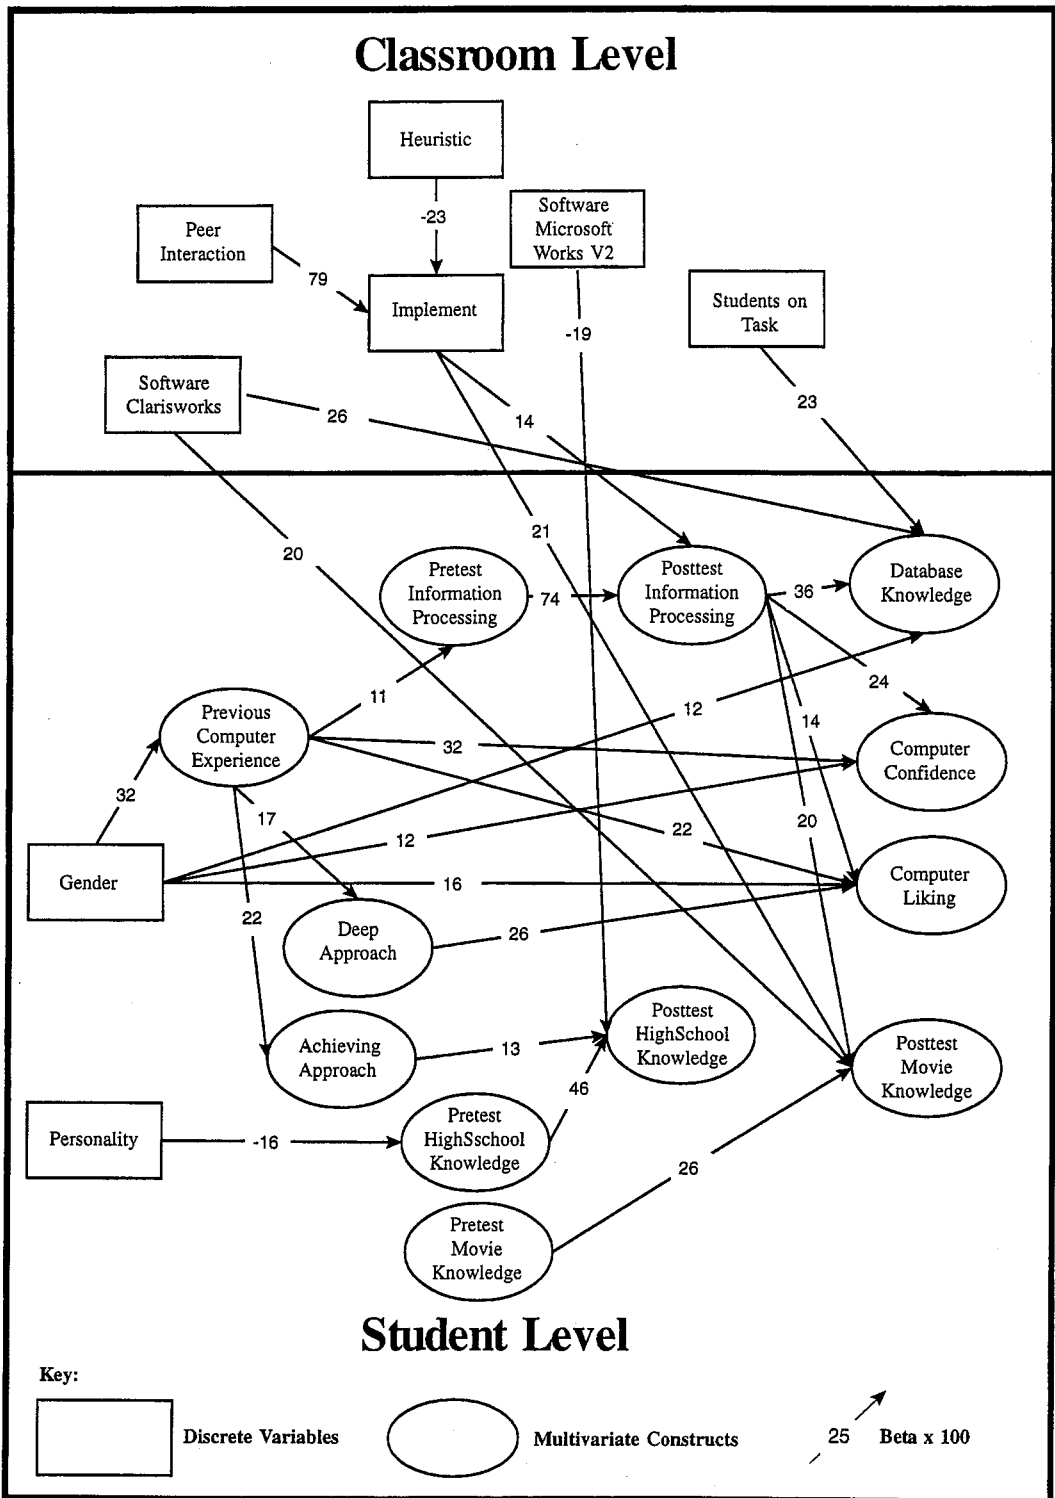 Classroom Level
Heuristic
-23
Software
Microsoft
Works V2
Peer
Interaction
79
Implement
Students on
Task
-19
Software
Clarisworks
26
14
23
21
20
Pretest
Information
Processing
74
Posttest
Information
Processing
36
Database
Knowledge
11
24
12
14
Previous
Computer
Experience
32
Computer
Confidence
32
17
12
22
20
Gender
16
Computer
Liking
22
Deep
Approach
26
Achieving
Approach
13
Posttest
HighSchool
Knowledge
Posttest
Movie
Knowledge
46
Personality
-16
Pretest
HighSschool
Knowledge
26
Pretest
Movie
Knowledge
Student Level
Key:
Discrete Variables
Multivariate Constructs
25
Beta x 100